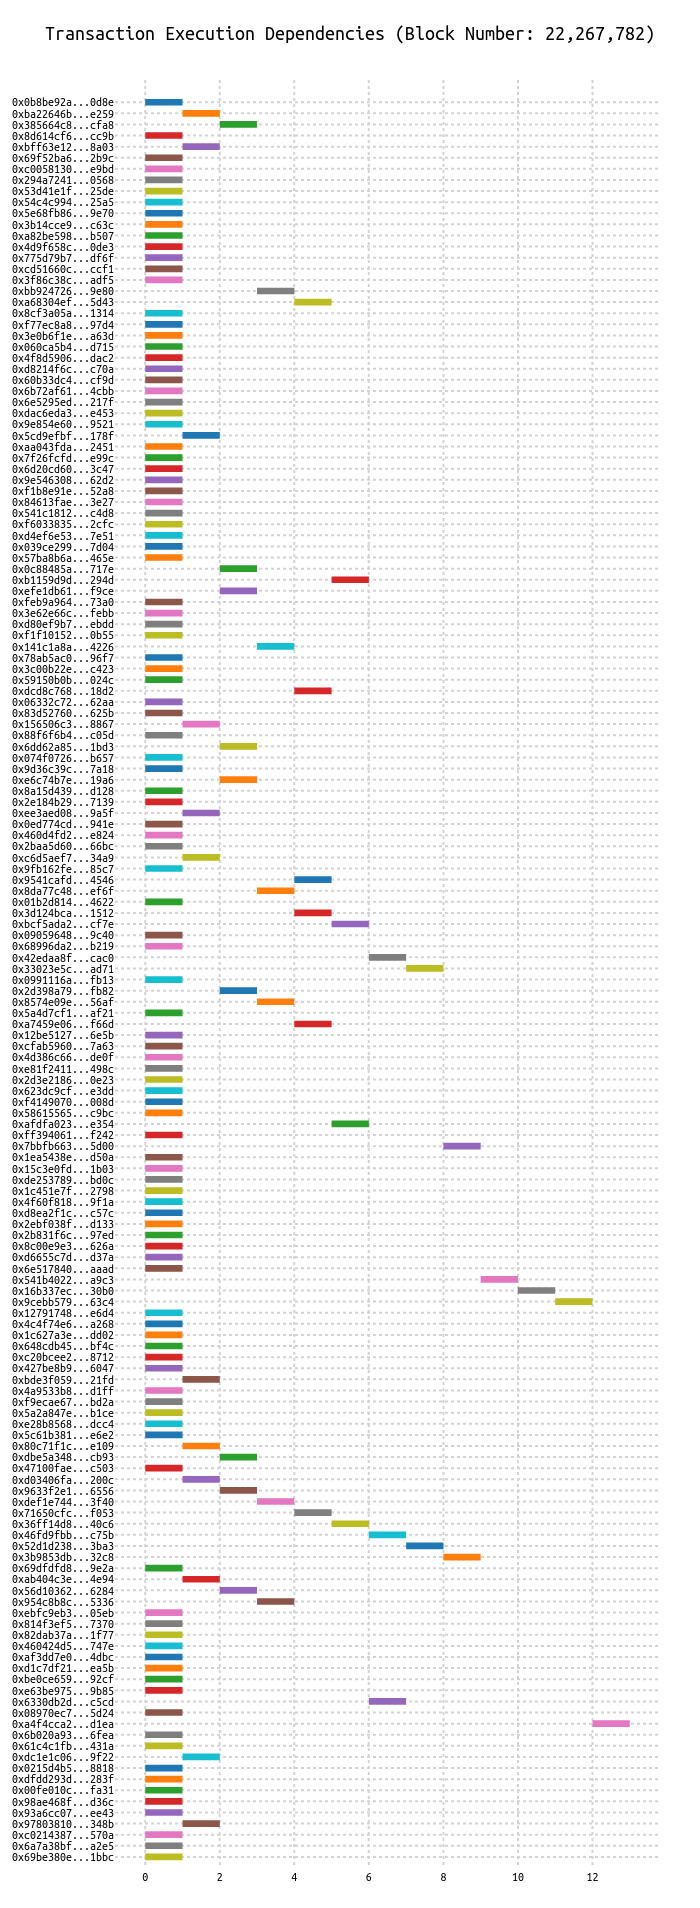 Transaction Execution Dependencies (Block Number: 22,267,782)
0x0b8be92a...0d8e
0xba22646b...e259
0x385664c8...cfa8
0x8d614cf6...cc9b
0xbff63e12...8a03
0x69f52ba6...2b9c
0xc0058130...e9bd
0x294a7241...0568
0x53d41e1f...25de
0x54c4c994...25a5
0x5e68fb86...9e70
0x3b14cce9...c63c
0xa82be598...b507
0x4d9f658c...0de3
0x775d79b7...df6f
0xcd51660c...ccf1
0x3f86c38c...adf5
0xbb924726...9e80
0xa68304ef...5d43
0x8cf3a05a...1314
0xf77ec8a8...97d4
0x3e0b6f1e...a63d
0x060ca5b4...d715
0x4f8d5906...dac2
0xd8214f6c...c70a
0x60b33dc4...cf9d
0x6b72af61...4cbb
0x6e5295ed...217f
0xdac6eda3...e453
0x9e854e60...9521
0x5cd9efbf...178f
0xaa043fda...2451
0x7f26fcfd...e99c
0x6d20cd60...3c47
0x9e546308...62d2
0xf1b8e91e...52a8
0x84613fae...3e27
0x541c1812...c4d8
0xf6033835...2cfc
0xd4ef6e53...7e51
0x039ce299...7d04
0x57ba8b6a...465e
0x0c88485a...717e
0xb1159d9d...294d
0xefe1db61...f9ce
0xfeb9a964...73a0
0x3e62e66c...febb
0xd80ef9b7...ebdd
0xf1f10152...0b55
0x141c1a8a...4226
0x78ab5ac0...96f7
0x3c00b22e...c423
0x59150b0b...024c
0xdcd8c768...18d2
0x06332c72...62aa
0x83d52760...625b
0x156506c3...8867
0x88f6f6b4...c05d
0x6dd62a85...1bd3
0x074f0726...b657
0x9d36c39c...7a18
0xe6c74b7e...19a6
0x8a15d439...d128
0x2e184b29...7139
0xee3aed08...9a5f
0x0ed774cd...941e
0x460d4fd2...e824
0x2baa5d60...66bc
0xc6d5aef7...34a9
0x9fb162fe...85c7
0x9541cafd...4546
0x8da77c48...ef6f
0x01b2d814...4622
0x3d124bca...1512
0xbcf5ada2...cf7e
0x09059648...9c40
0x68996da2...b219
0x42edaa8f...cac0
0x33023e5c...ad71
0x0991116a...fb13
0x2d398a79...fb82
0x8574e09e...56af
0x5a4d7cf1...af21
0xa7459e06...f66d
0x12be5127...6e5b
0xcfab5960...7a63
0x4d386c66...de0f
0xe81f2411...498c
0x2d3e2186...0e23
0x623dc9cf...e3dd
0xf4149070...008d
0x58615565...c9bc
0xafdfa023...e354
0xff394061...f242
0x7bbfb663...5d00
0x1ea5438e...d50a
0x15c3e0fd...1b03
0xde253789...bd0c
0x1c451e7f...2798
0x4f60f818...9f1a
0xd8ea2f1c...c57c
0x2ebf038f...d133
0x2b831f6c...97ed
0x8c00e9e3...626a
0xd6655c7d...d37a
0x6e517840...aaad
0x541b4022...a9c3
0x16b337ec...30b0
0x9cebb579...63c4
0x12791748...e6d4
0x4c4f74e6...a268
0x1c627a3e...dd02
0x648cdb45...bf4c
0xc20bcee2...8712
0x427be8b9...6047
0xbde3f059...21fd
0x4a9533b8...d1ff
0xf9ecae67...bd2a
0x5a2a847e...b1ce
0xe28b8568...dcc4
0x5c61b381...e6e2
0x80c71f1c...e109
0xdbe5a348...cb93
0x47100fae...c503
0xd03406fa...200c
0x9633f2e1...6556
0xdef1e744...3f40
0x71650cfc...f053
0x36ff14d8...40c6
0x46fd9fbb...c75b
0x52d1d238...3ba3
0x3b9853db...32c8
0x69dfdfd8...9e2a
0xab404c3e...4e94
0x56d10362...6284
0x954c8b8c...5336
0xebfc9eb3...05eb
0x814f3ef5...7370
0x82dab37a...1f77
0x460424d5...747e
0xaf3dd7e0...4dbc
0xd1c7df21...ea5b
0xbe0ce659...92cf
0xe63be975...9b85
0x6330db2d...c5cd
0x08970ec7...5d24
0xa4f4cca2...d1ea
0x6b020a93...6fea
0x61c4c1fb...431a
0xdc1e1c06...9f22
0x0215d4b5...8818
0xdfdd293d...283f
0x00fe010c...fa31
0x98ae468f...d36c
0x93a6cc07...ee43
0x97803810...348b
0xc0214387...570a
0x6a7a38bf...a2e5
0x69be380e...1bbc
0 2 4 6 8 10 12